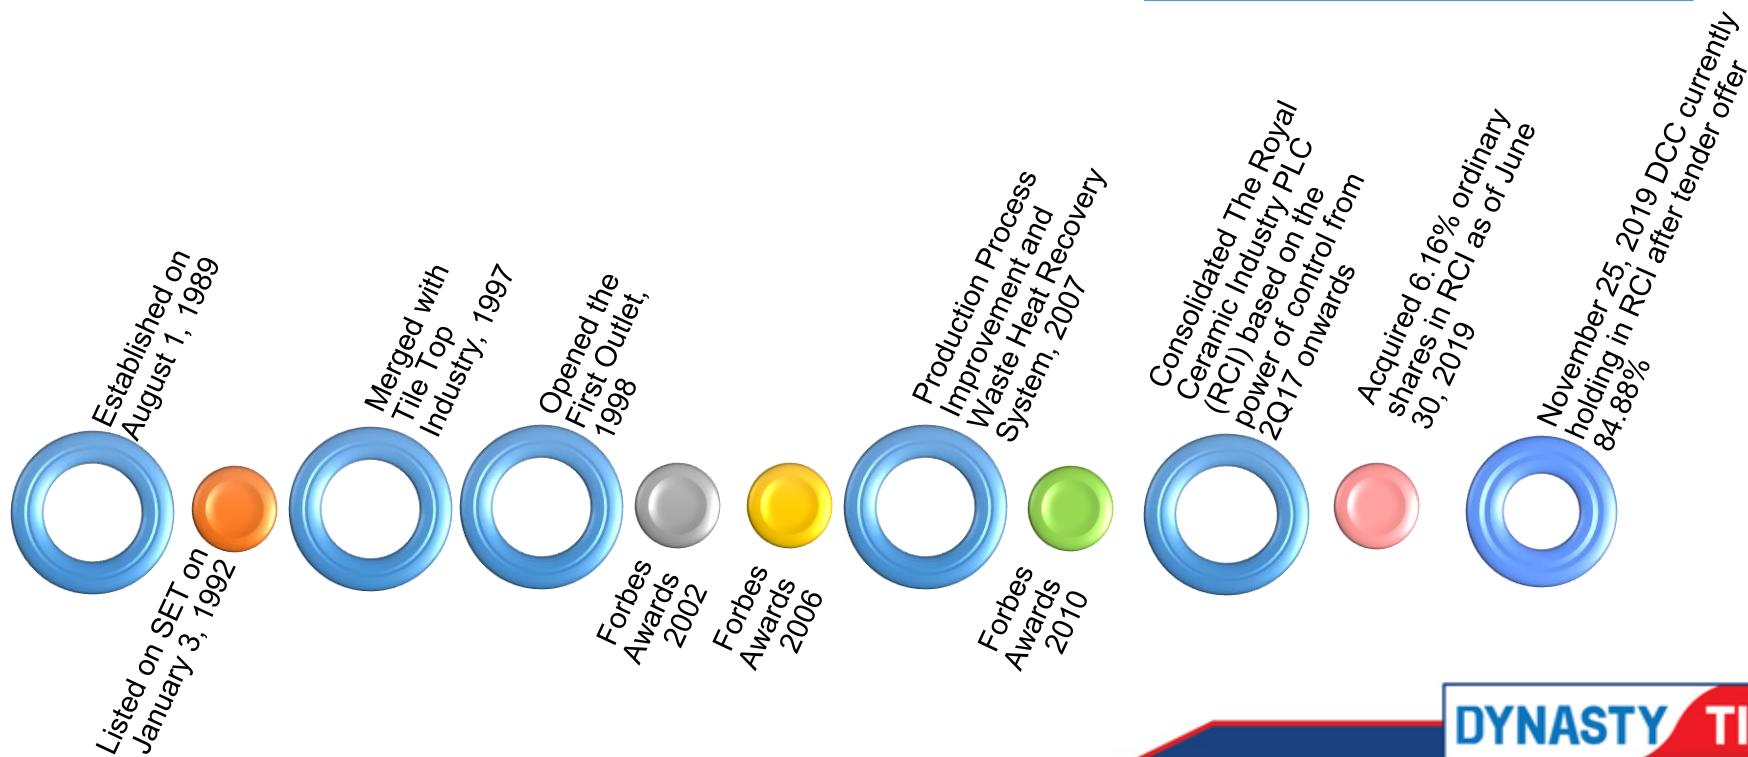 Established on
August 1, 1989
Listed on SET on
January 3, 1992
Merged with
Tile Top
Industry, 1997
Opened the
First Outlet,
1998
Forbes
Awards
2002
Forbes
Awards
2006
Production Process
Improvement and
Waste Heat Recovery
System, 2007
Forbes
Awards
2010
Consolidated The Royal
Ceramic Industry PLC
(RCI) based on the
power of control from
2Q17 onwards
Acquired 6.16% ordinary
shares in RCI as of June
30, 2019
November 25, 2019 DCC currently
holding in RCI after tender offer
84.88%
DYNASTY TI